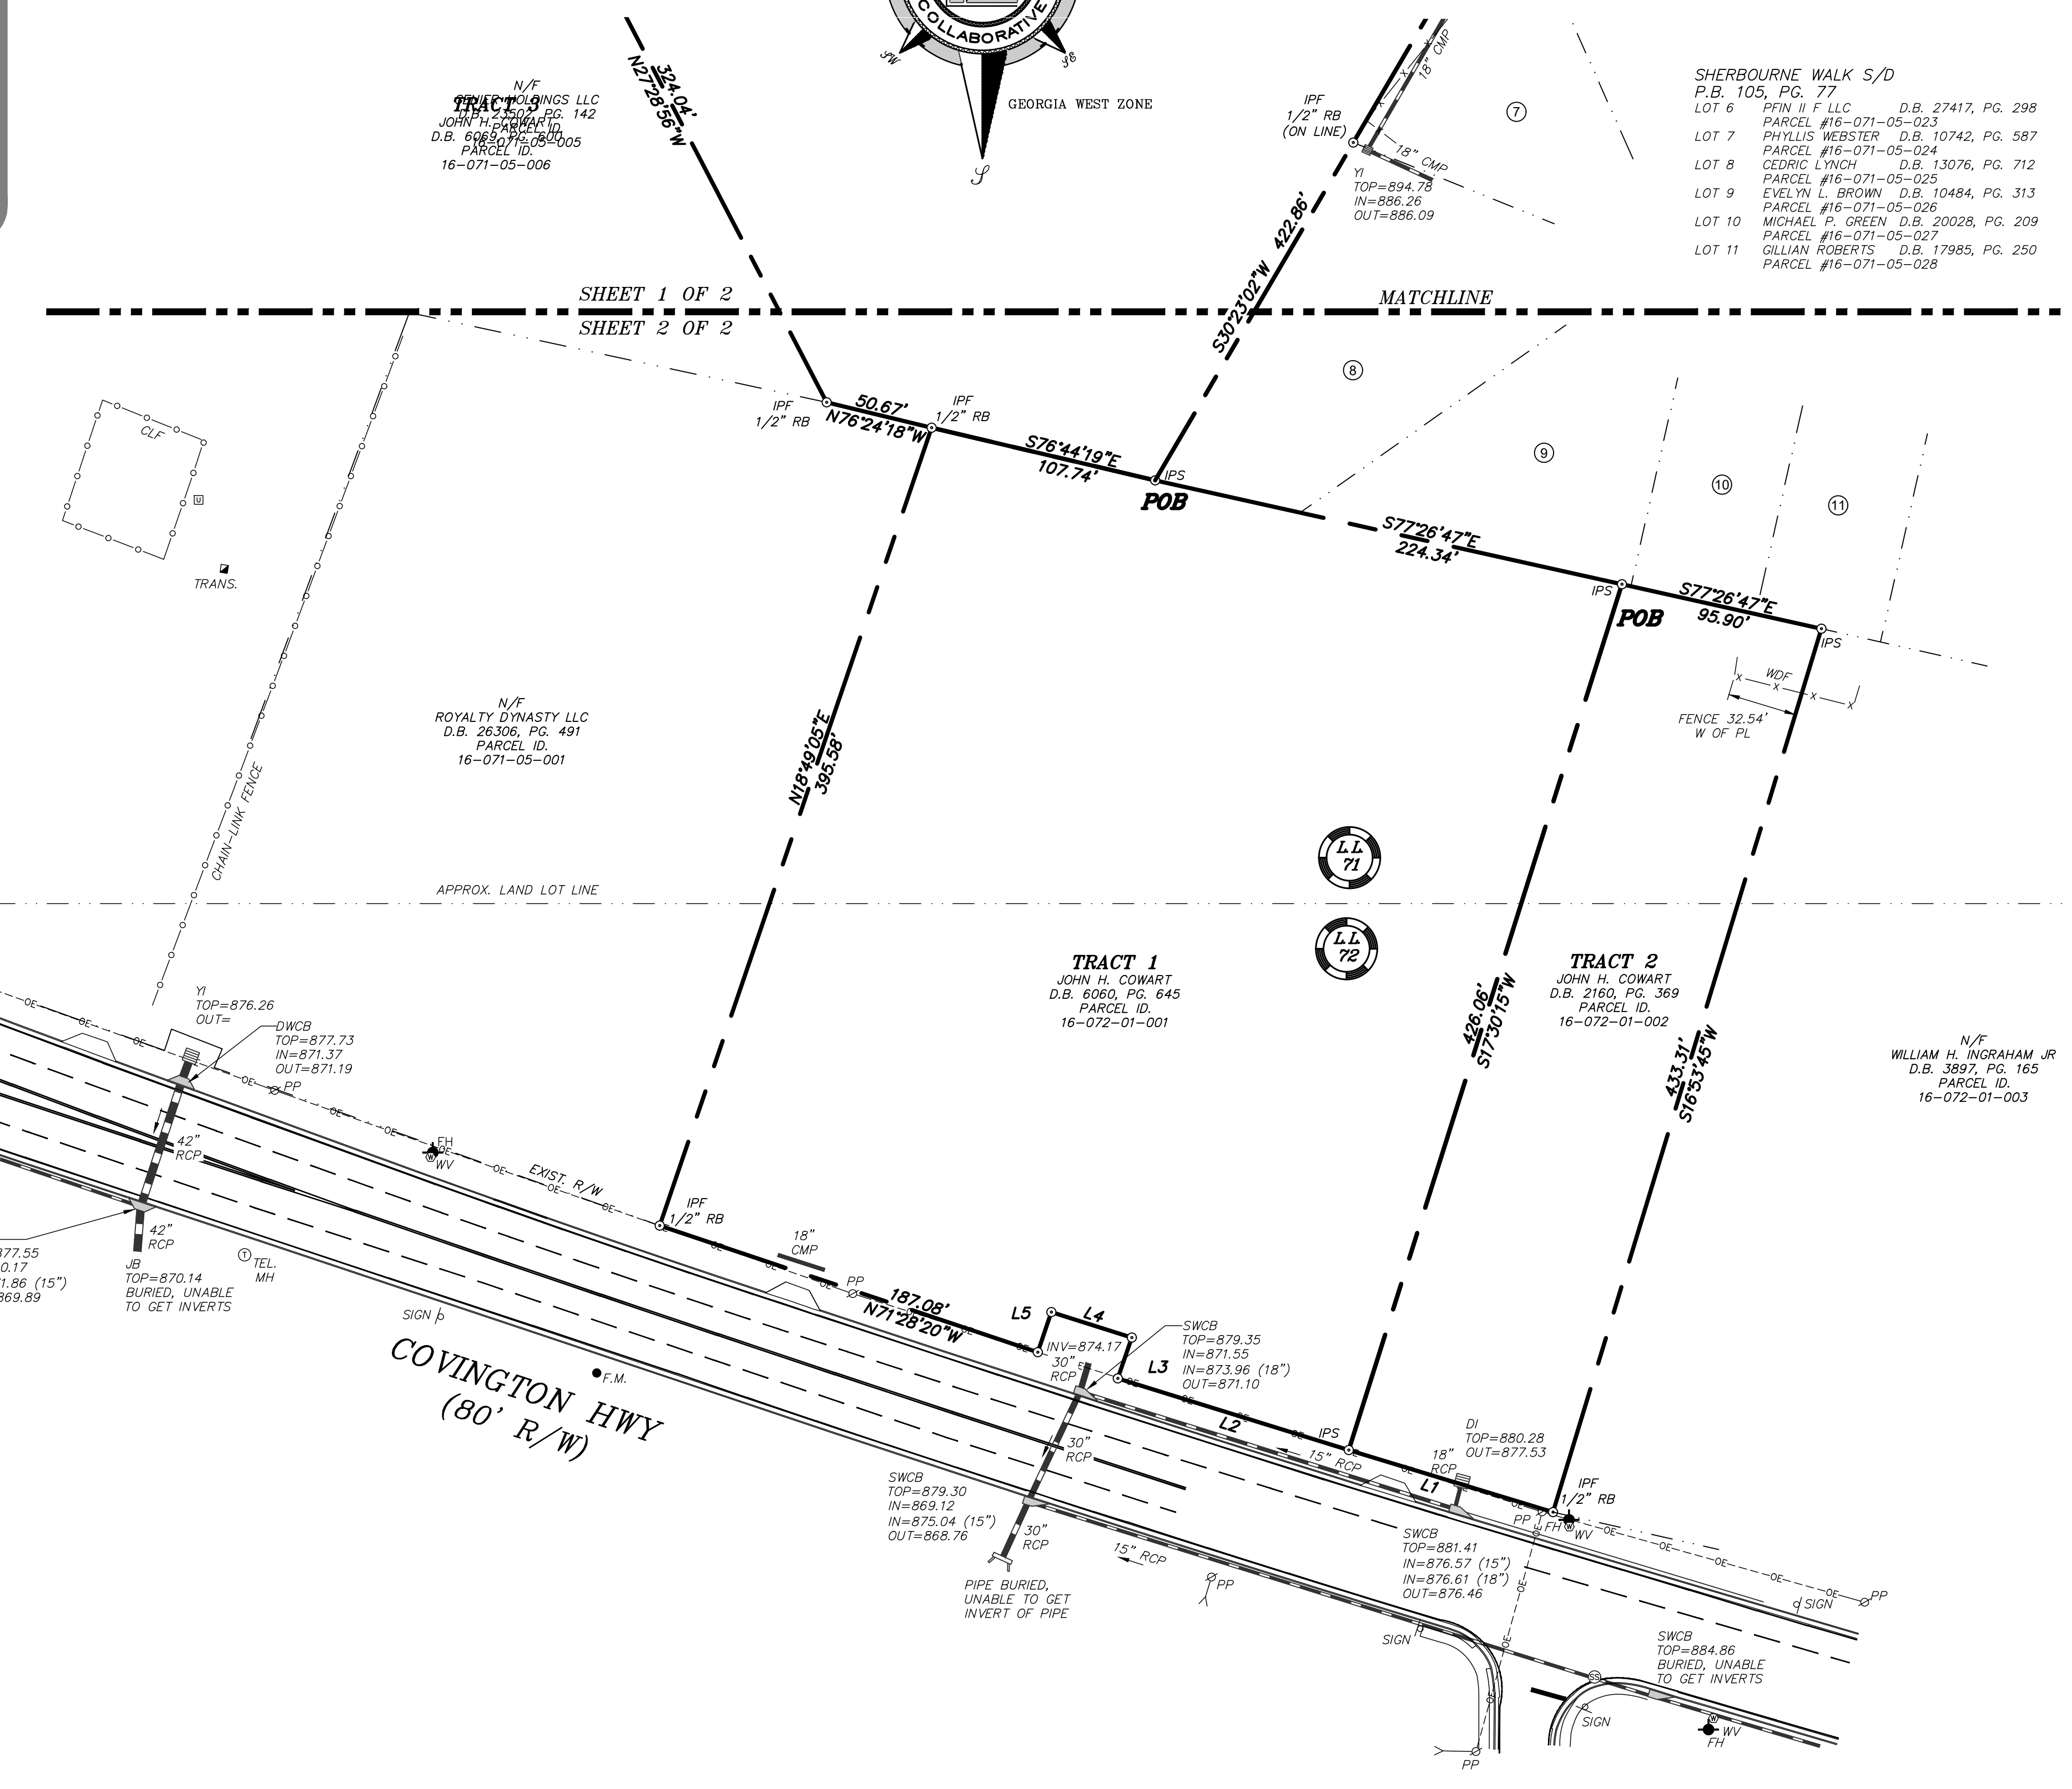 COLLABORATIVE
SW
SE
S
GEORGIA WEST ZONE
324.04'
N27°28'56"W
N/F
SENIER HOLDINGS LLC
D.B. 23502, PG. 142
PARCEL ID.
16-071-05-005
TRACT 3
JOHN H. COWART
D.B. 6069, PG. 600
PARCEL ID.
16-071-05-006
IPF
1/2" RB
(ON LINE)
18" CMP
18" CMP
7
YI
TOP=894.78
IN=886.26
OUT=886.09
S30°23'02"W 422.86'
SHERBOURNE WALK S/D
P.B. 105, PG. 77
LOT 6 PFIN II F LLC D.B. 27417, PG. 298
PARCEL #16-071-05-023
LOT 7 PHYLLIS WEBSTER D.B. 10742, PG. 587
PARCEL #16-071-05-024
LOT 8 CEDRIC LYNCH D.B. 13076, PG. 712
PARCEL #16-071-05-025
LOT 9 EVELYN L. BROWN D.B. 10484, PG. 313
PARCEL #16-071-05-026
LOT 10 MICHAEL P. GREEN D.B. 20028, PG. 209
PARCEL #16-071-05-027
LOT 11 GILLIAN ROBERTS D.B. 17985, PG. 250
PARCEL #16-071-05-028
SHEET 1 OF 2
MATCHLINE
SHEET 2 OF 2
8
9
10
11
IPF
1/2" RB
50.67'
N76°24'18"W
IPF
1/2" RB
S76°44'19"E
107.74'
IPS
POB
S77°26'47"E
224.34'
IPS
POB
S77°26'47"E
95.90'
IPS
WDF
FENCE 32.54'
W OF PL
CLF
U
TRANS.
CHAIN-LINK FENCE
N/F
ROYALTY DYNASTY LLC
D.B. 26306, PG. 491
PARCEL ID.
16-071-05-001
N18°49'05"E
395.58'
APPROX. LAND LOT LINE
L.L.
71
L.L.
72
TRACT 1
JOHN H. COWART
D.B. 6060, PG. 645
PARCEL ID.
16-072-01-001
426.06'
S17°30'15"W
TRACT 2
JOHN H. COWART
D.B. 2160, PG. 369
PARCEL ID.
16-072-01-002
433.31'
S16°53'45"W
N/F
WILLIAM H. INGRAHAM JR
D.B. 3897, PG. 165
PARCEL ID.
16-072-01-003
YI
TOP=876.26
OUT=
DWCB
TOP=877.73
IN=871.37
OUT=871.19
PP
42"
RCP
FH
W
WV
EXIST. R/W
IPF
1/2" RB
42"
RCP
JB
TOP=870.14
BURIED, UNABLE
TO GET INVERTS
T
TEL.
MH
SIGN
COVINGTON HWY
(80' R/W)
F.M.
18"
CMP
PP
187.08'
N71°28'20"W
L5
L4
L3
INV=874.17
30"
RCP
SWCB
TOP=879.35
IN=871.55
IN=873.96 (18")
OUT=871.10
L2
IPS
15" RCP
30"
RCP
SWCB
TOP=879.30
IN=869.12
IN=875.04 (15")
OUT=868.76
30"
RCP
15" RCP
PIPE BURIED,
UNABLE TO GET
INVERT OF PIPE
PP
DI
TOP=880.28
OUT=877.53
18"
RCP
L1
IPF
1/2" RB
PP
FH
W
WV
SWCB
TOP=881.41
IN=876.57 (15")
IN=876.61 (18")
OUT=876.46
PP
SIGN
SIGN
SWCB
TOP=884.86
BURIED, UNABLE
TO GET INVERTS
SS
SIGN
W
WV
FH
PP